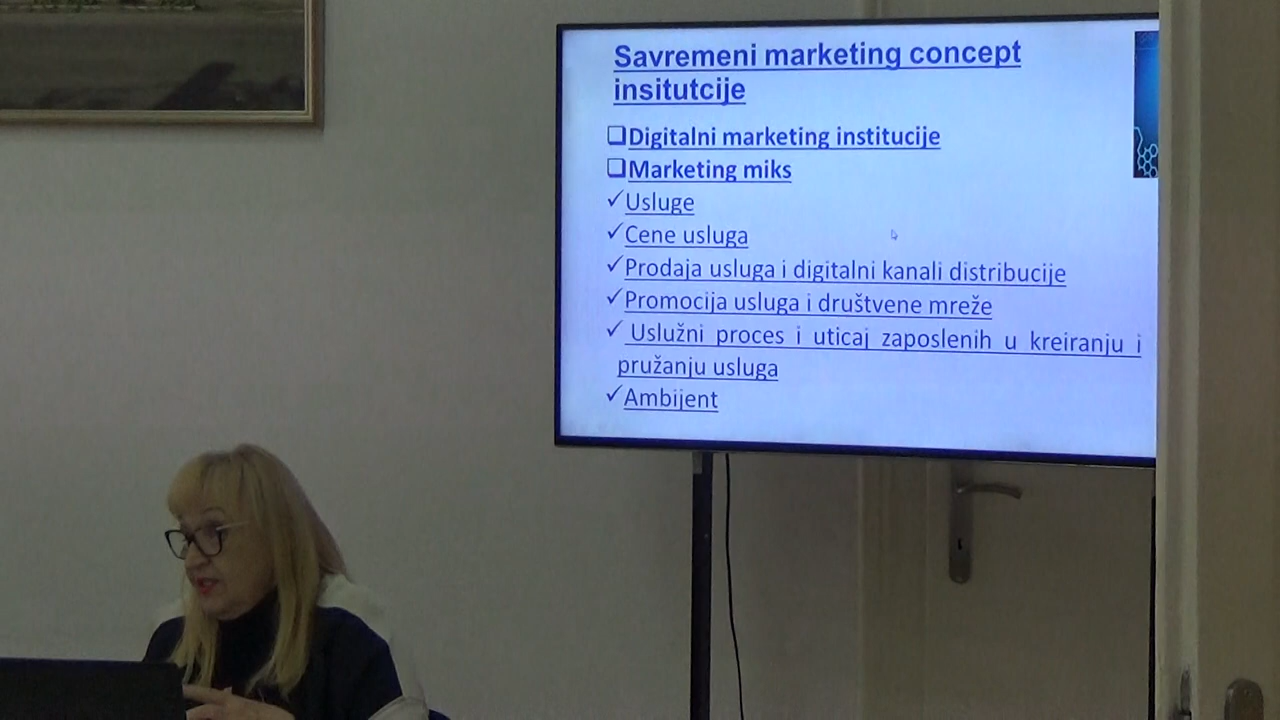 Savremeni marketing concept
insitutcije
❑Digitalni marketing institucije
❑Marketing miks
✓Usluge
✓Cene usluga
✓Prodaja usluga i digitalni kanali distribucije
✓Promocija usluga i društvene mreže
✓ Uslužni proces i uticaj zaposlenih u kreiranju i
pružanju usluga
✓Ambijent